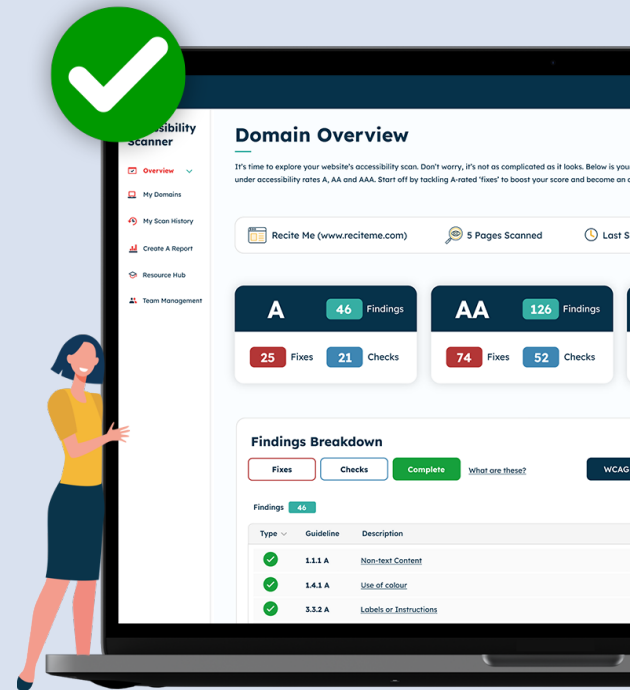 Scanner
Overview
My Domains
My Scan History
Create A Report
Resource Hub
Team Management
Domain Overview
It's time to explore your website's accessibility scan. Don't worry, it's not as complicated as it looks. Below is you
under accessibility rates A, AA and AAA. Start off by tackling A-rated 'fixes' to boost your score and become an
Recite Me (www.reciteme.com)
5 Pages Scanned
Last S
A 46 Findings
25 Fixes 21 Checks
AA 126 Findings
74 Fixes 52 Checks
Findings Breakdown
Fixes Checks Complete What are these? WCAG
Findings 46
Type Guideline Description
1.1.1 A Non-text Content
1.4.1 A Use of colour
3.3.2 A Labels or Instructions